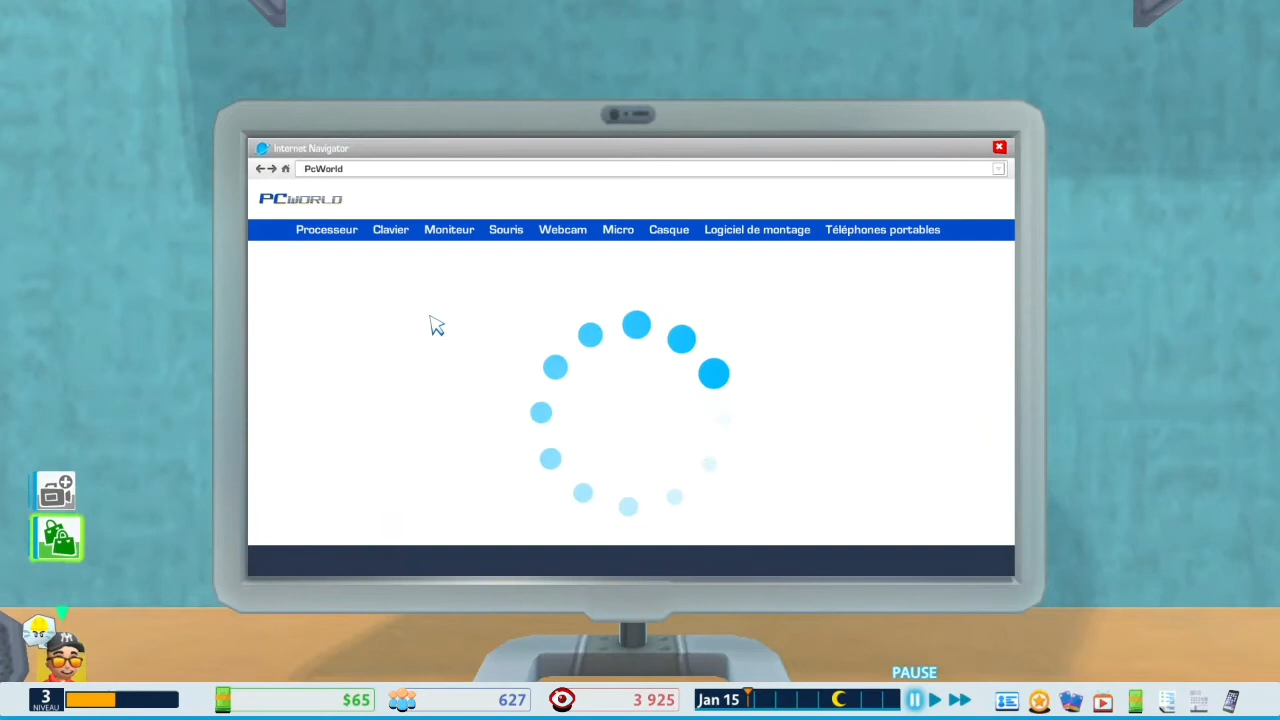 Internet Navigator
PcWorld
PCWORLD
Processeur Clavier Moniteur Souris Webcam Micro Casque Logiciel de montage Téléphones portables
PAUSE
3
NIVEAU
$65
627
3 925
Jan 15